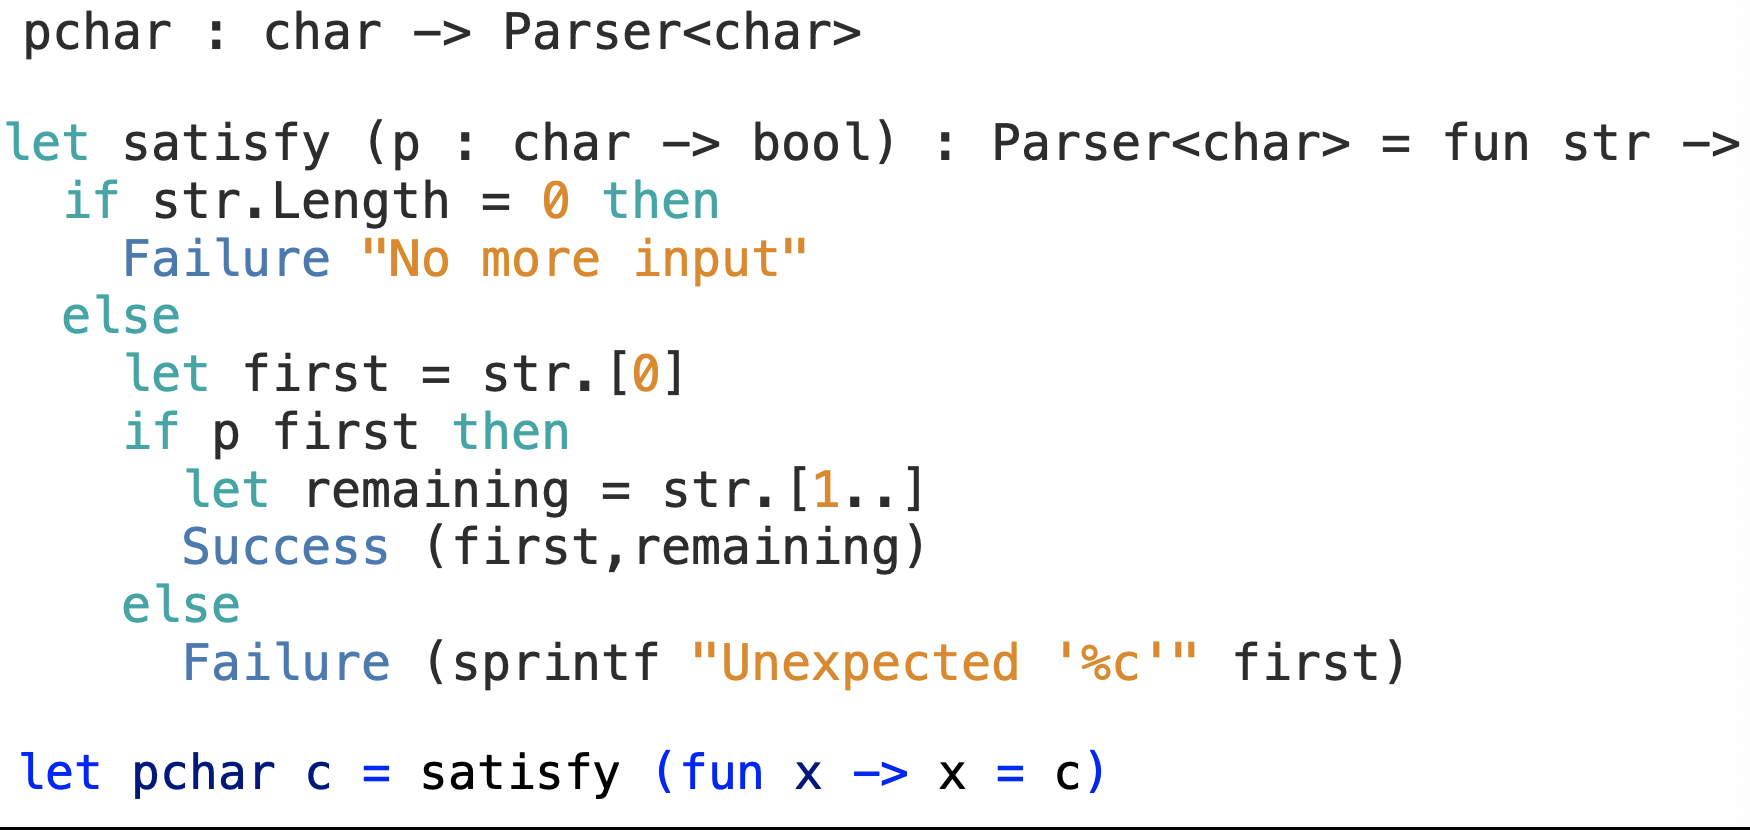 pchar : char -> Parser<char>
let satisfy (p : char -> bool) : Parser<char> = fun str ->
  if str.Length = 0 then
    Failure "No more input"
  else
    let first = str.[0]
    if p first then
      let remaining = str.[1..]
      Success (first,remaining)
    else
      Failure (sprintf "Unexpected '%c'" first)
let pchar c = satisfy (fun x -> x = c)